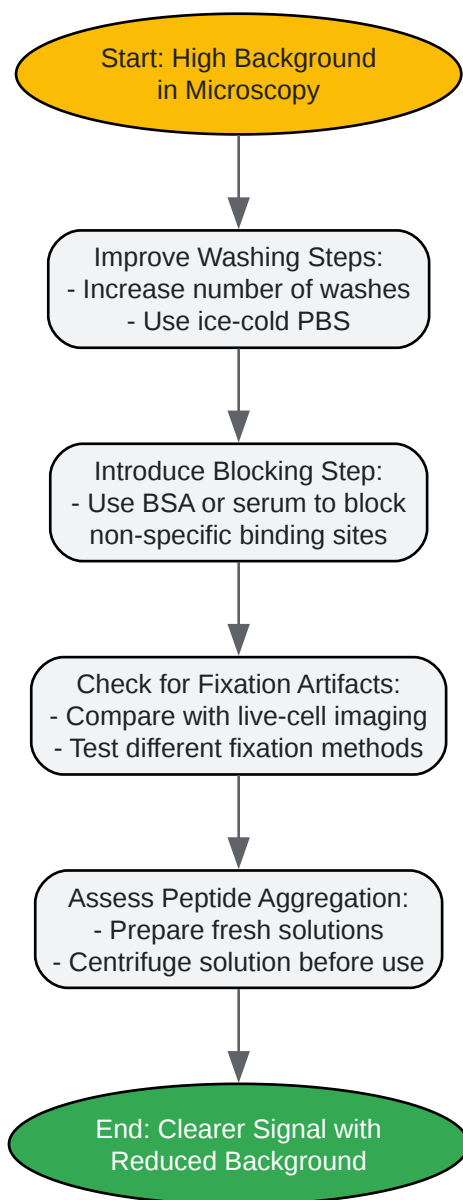 Start: High Background
in Microscopy
Improve Washing Steps:
- Increase number of washes
- Use ice-cold PBS
Introduce Blocking Step:
- Use BSA or serum to block
non-specific binding sites
Check for Fixation Artifacts:
- Compare with live-cell imaging
- Test different fixation methods
Assess Peptide Aggregation:
- Prepare fresh solutions
- Centrifuge solution before use
End: Clearer Signal with
Reduced Background